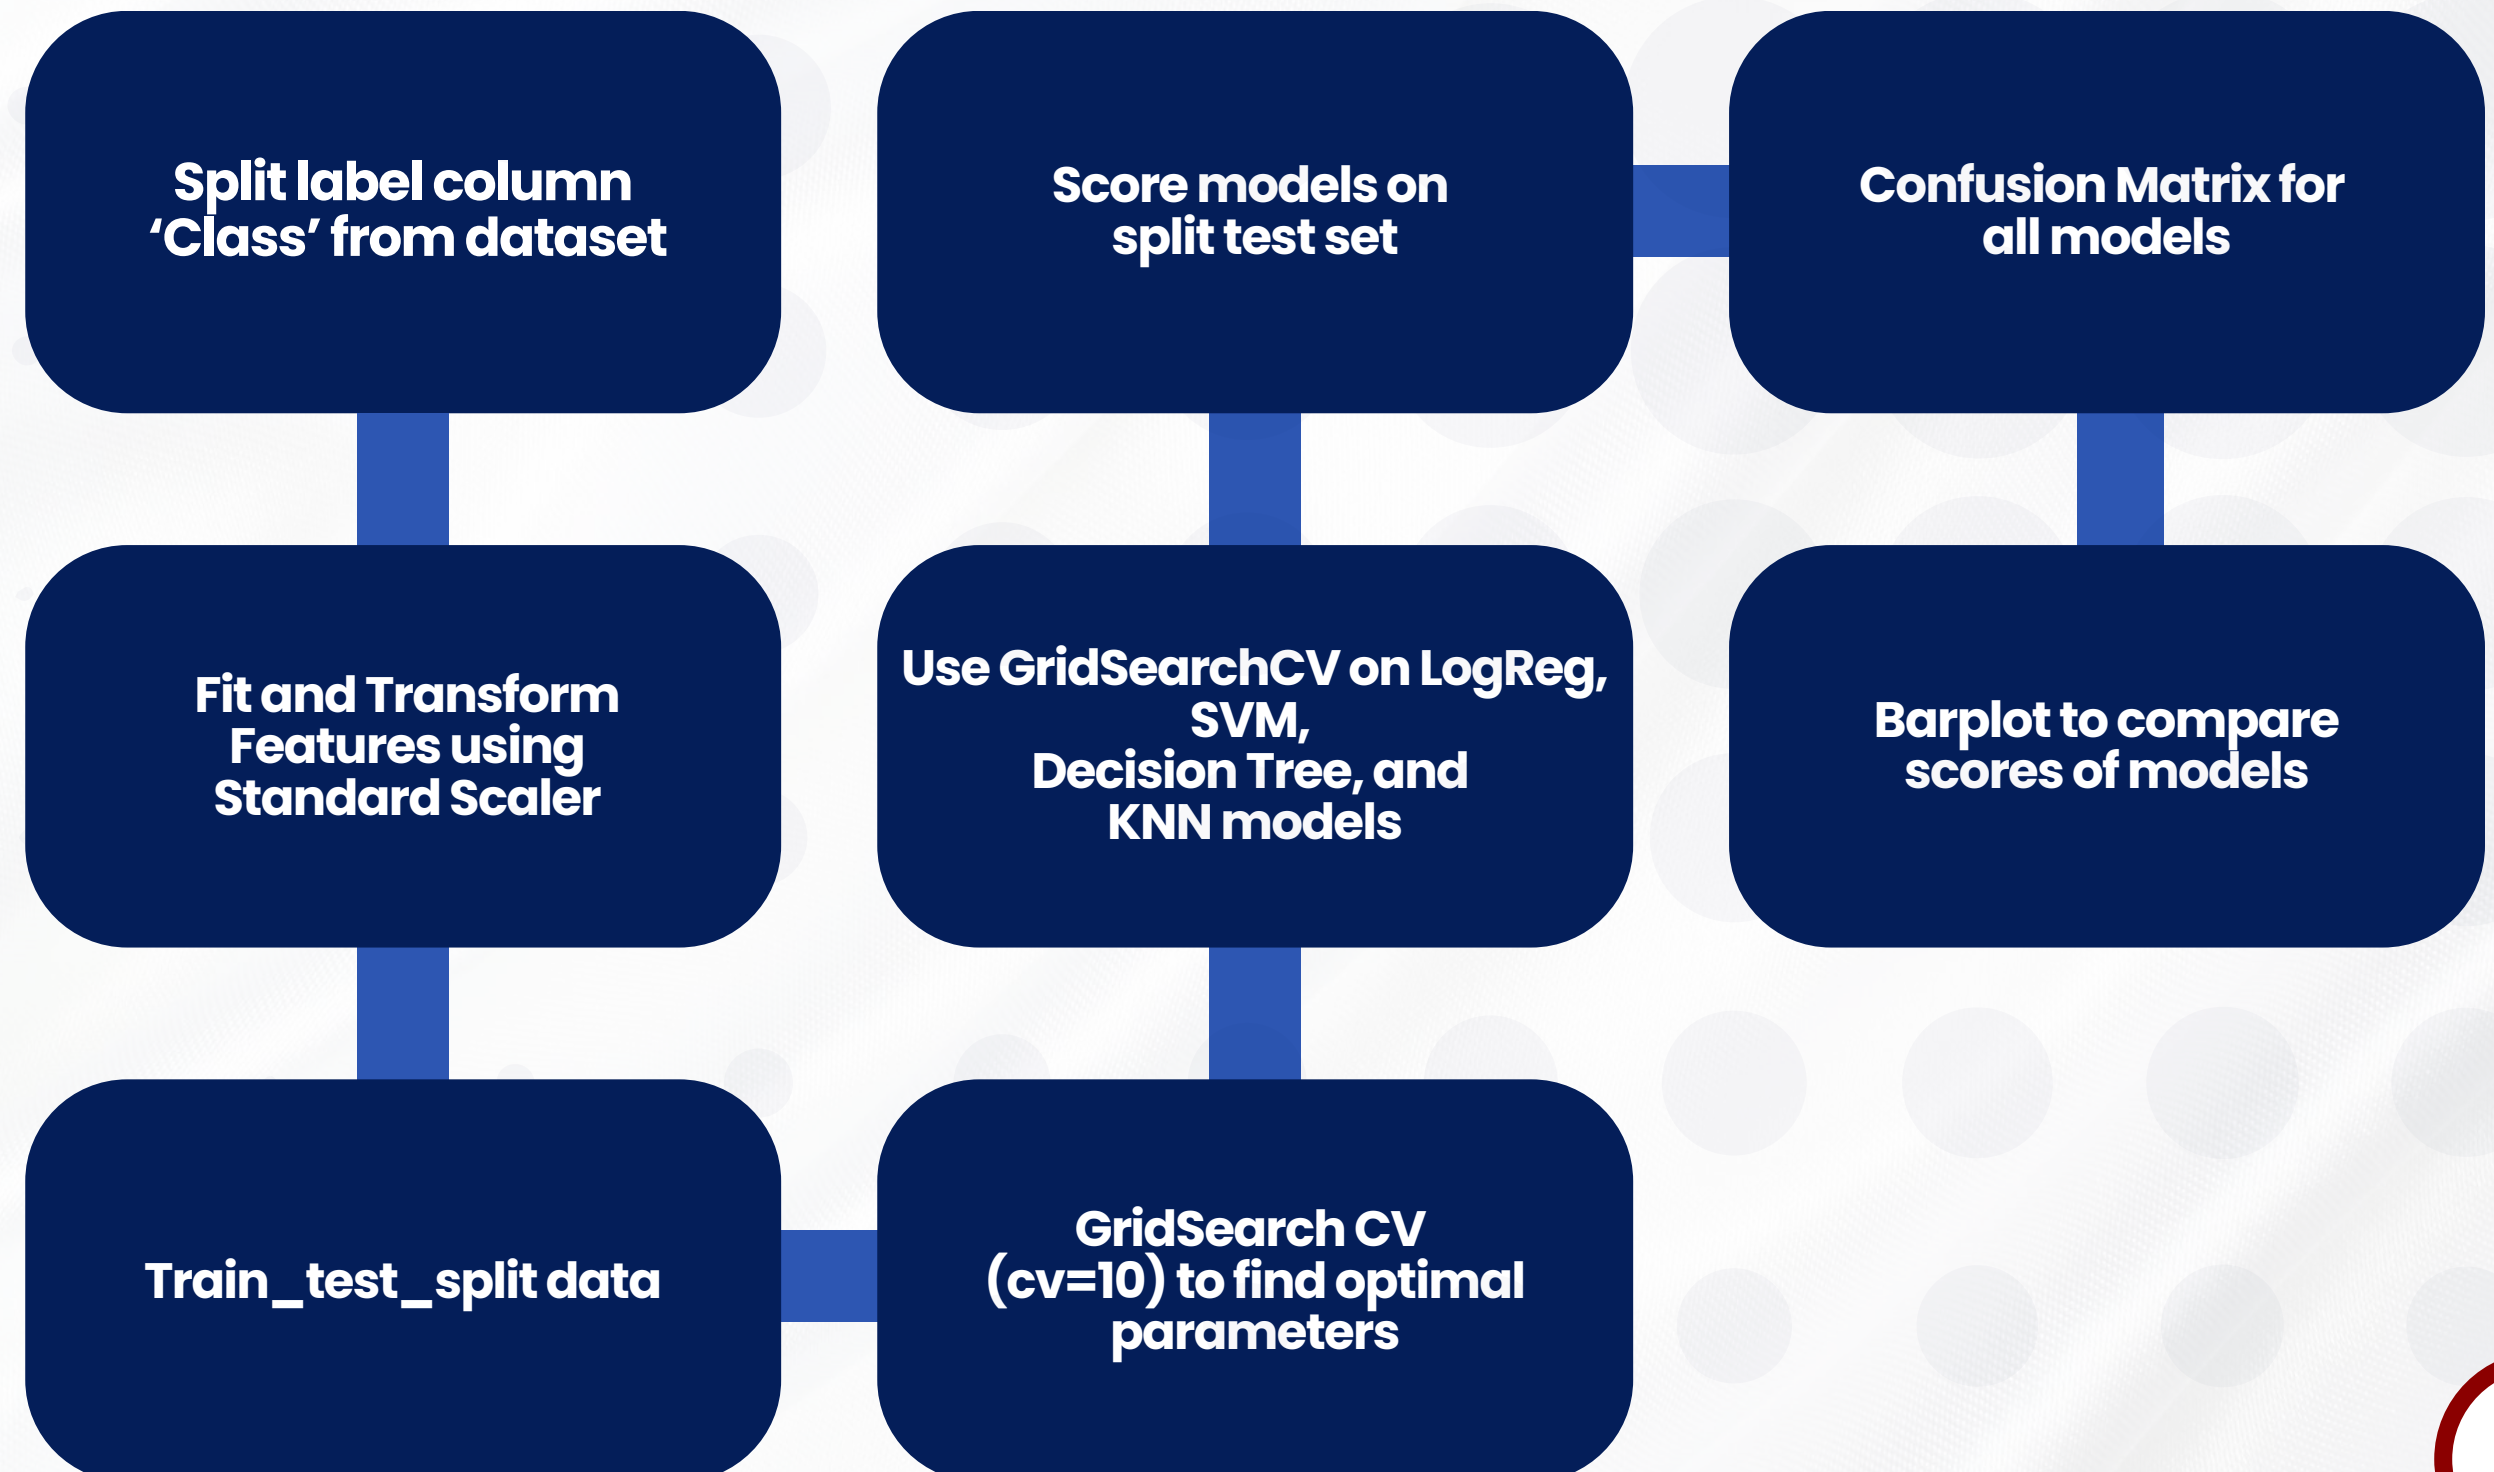 Split label column
‘Class’ from dataset
Fit and Transform
Features using
Standard Scaler
Train_test_split data
GridSearch CV
(cv=10) to find optimal
parameters
Use GridSearchCV on LogReg,
SVM,
Decision Tree, and
KNN models
Score models on
split test set
Confusion Matrix for
all models
Barplot to compare
scores of models